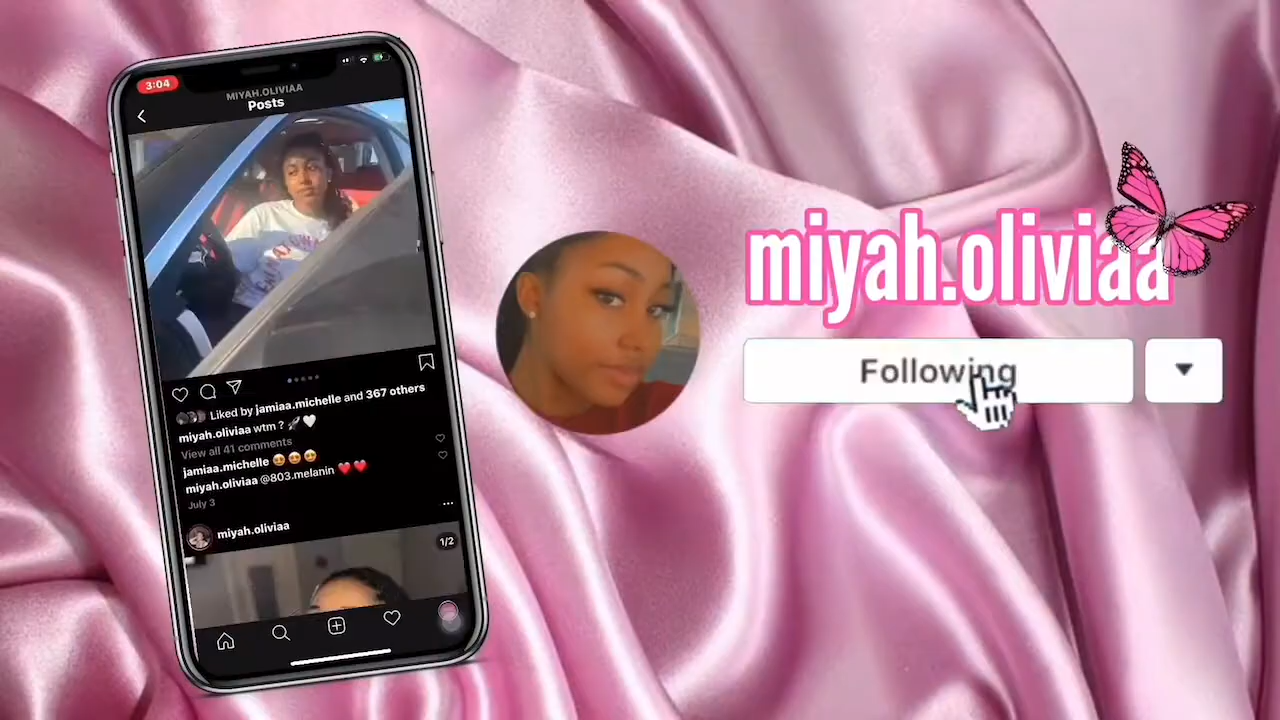 3:04
MIYAH.OLIVIAA
Posts
Liked by jamiaa.michelle and 367 others
miyah.oliviaa wtm ? 🚀🤍
View all 41 comments
jamiaa.michelle 😍😍😍
miyah.oliviaa @803.melanin ❤️❤️
July 3
miyah.oliviaa
1/2
miyah.oliviaa
Following